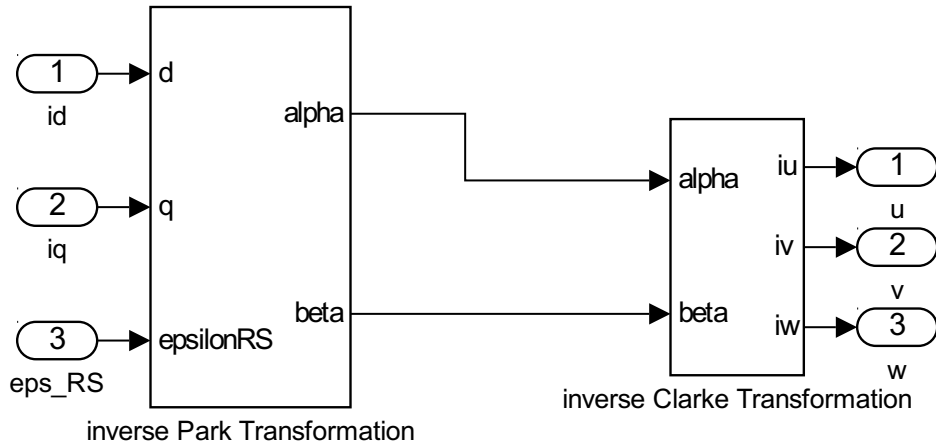 1
id
2
iq
3
eps_RS
d
q
epsilonRS
alpha
beta
inverse Park Transformation
alpha
beta
iu
iv
iw
inverse Clarke Transformation
1
u
2
v
3
w